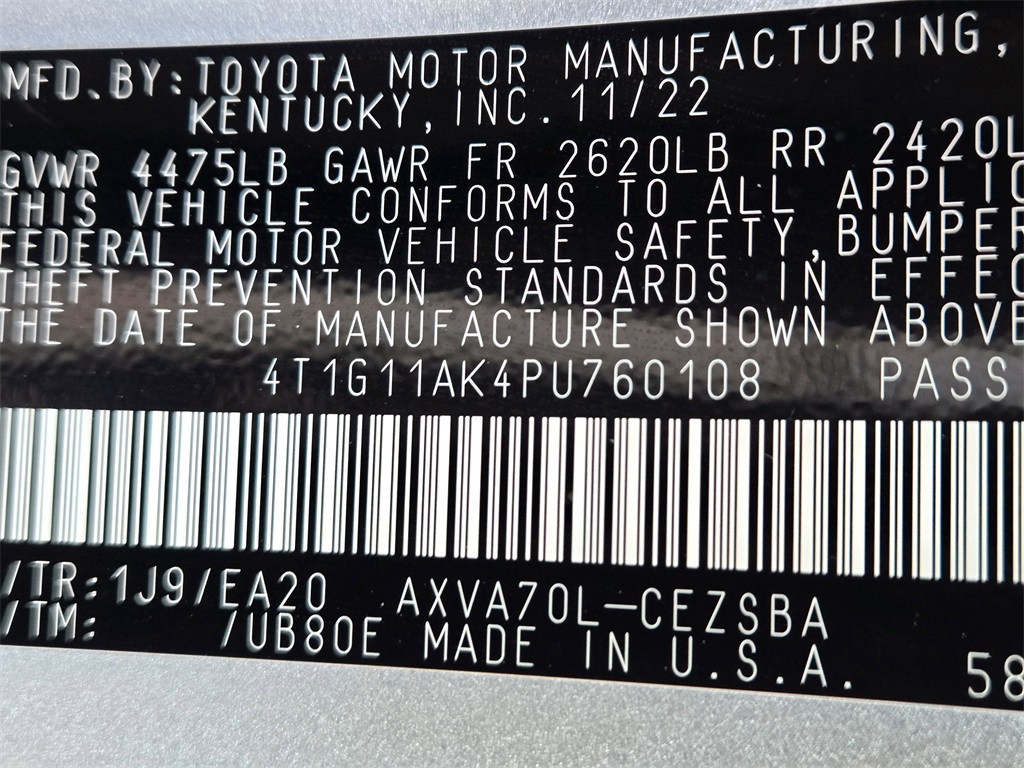 MFD. BY: TOYOTA MOTOR MANUFACTURING,
KENTUCKY, INC. 11/22
GVWR 4475LB GAWR FR 2620LB RR 2420L
THIS VEHICLE CONFORMS TO ALL APPLIC
FEDERAL MOTOR VEHICLE SAFETY, BUMPER
THEFT PREVENTION STANDARDS IN EFFEC
THE DATE OF MANUFACTURE SHOWN ABOVE
4T1G11AK4PU760108 PASS
/TR:1J9/EA20 AXVA70L-CEZSBA
/TM: /UB80E MADE IN U.S.A. 58